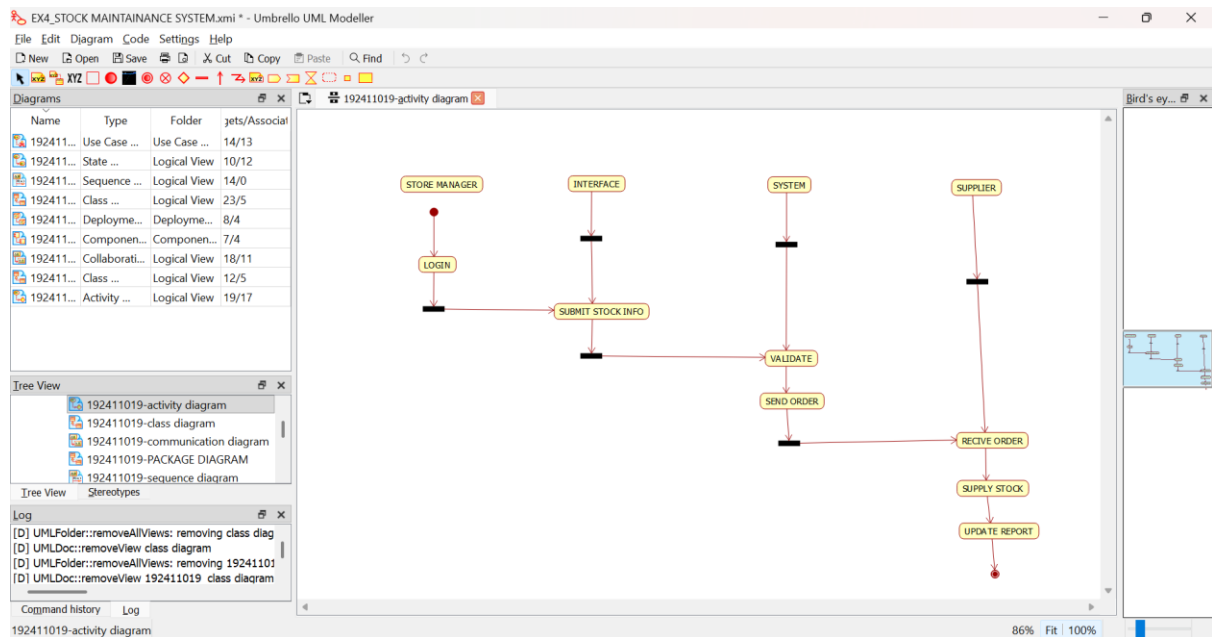 EX4_STOCK MAINTAINANCE SYSTEM.xmi * - Umbrello UML Modeller
File Edit Diagram Code Settings Help
New Open Save Cut Copy Paste Find
XYZ
Diagrams
192411019-activity diagram
Bird's ey...
Name Type Folder gets/Associat
192411... Use Case ... Use Case ... 14/13
192411... State ... Logical View 10/12
192411... Sequence ... Logical View 14/0
192411... Class ... Logical View 23/5
192411... Deployme... Deployme... 8/4
192411... Componen... Componen... 7/4
192411... Collaborati... Logical View 18/11
192411... Class ... Logical View 12/5
192411... Activity ... Logical View 19/17
STORE MANAGER
INTERFACE
SYSTEM
SUPPLIER
LOGIN
SUBMIT STOCK INFO
VALIDATE
SEND ORDER
RECIVE ORDER
SUPPLY STOCK
UPDATE REPORT
Tree View
192411019-activity diagram
192411019-class diagram
192411019-communication diagram
192411019-PACKAGE DIAGRAM
192411019-sequence diagram
Tree View Stereotypes
Log
[D] UMLFolder::removeAllViews: removing class diag
[D] UMLDoc::removeView class diagram
[D] UMLFolder::removeAllViews: removing 19241101
[D] UMLDoc::removeView 192411019 class diagram
Command history Log
192411019-activity diagram
86% Fit 100%